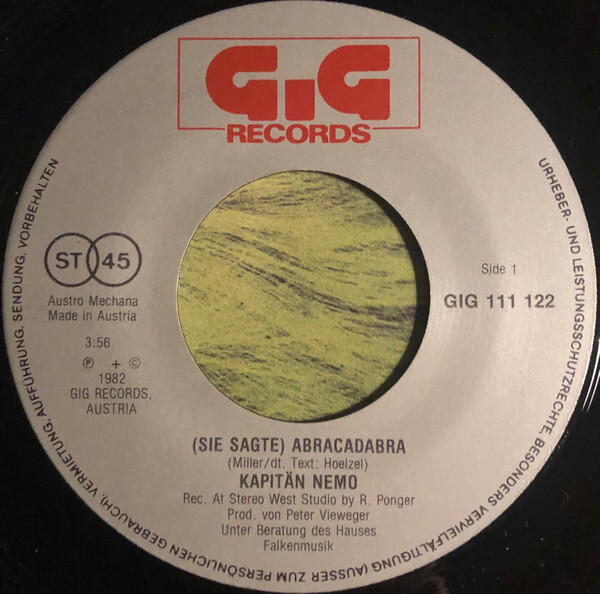 GiG
RECORDS
URHEBER- UND LEISTUNGSSCHUTZRECHTE, BESONDERS VERVIELFÄLTIGUNG (AUSSER ZUM PERSÖNLICHEN GEBRAUCH), VERMIETUNG, AUFFÜHRUNG, SENDUNG, VORBEHALTEN
ST 45
Austro Mechana
Made in Austria
3:56
℗ + ©
1982
GIG RECORDS,
AUSTRIA
Side 1
GIG 111 122
(SIE SAGTE) ABRACADABRA
(Miller/dt. Text: Hoelzel)
KAPITÄN NEMO
Rec. At Stereo West Studio by R. Ponger
Prod. von Peter Vieweger
Unter Beratung des Hauses
Falkenmusik